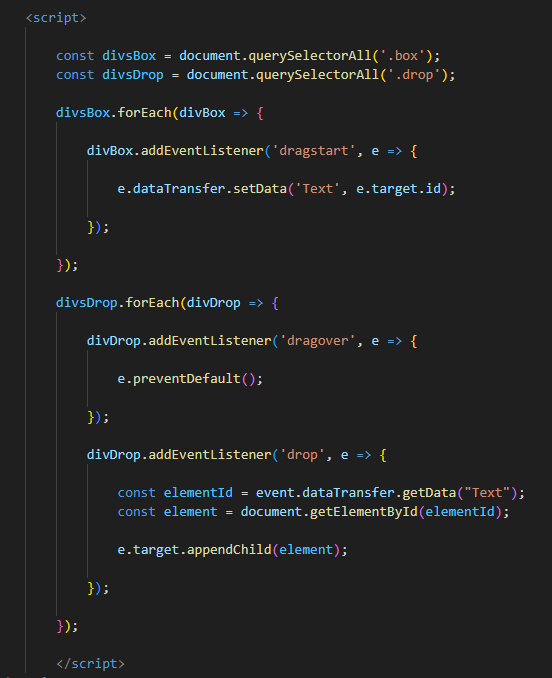 <script>
const divsBox = document.querySelectorAll('.box');
const divsDrop = document.querySelectorAll('.drop');
divsBox.forEach(divBox => {
divBox.addEventListener('dragstart', e => {
e.dataTransfer.setData('Text', e.target.id);
});
});
divsDrop.forEach(divDrop => {
divDrop.addEventListener('dragover', e => {
e.preventDefault();
});
divDrop.addEventListener('drop', e => {
const elementId = event.dataTransfer.getData("Text");
const element = document.getElementById(elementId);
e.target.appendChild(element);
});
});
</script>